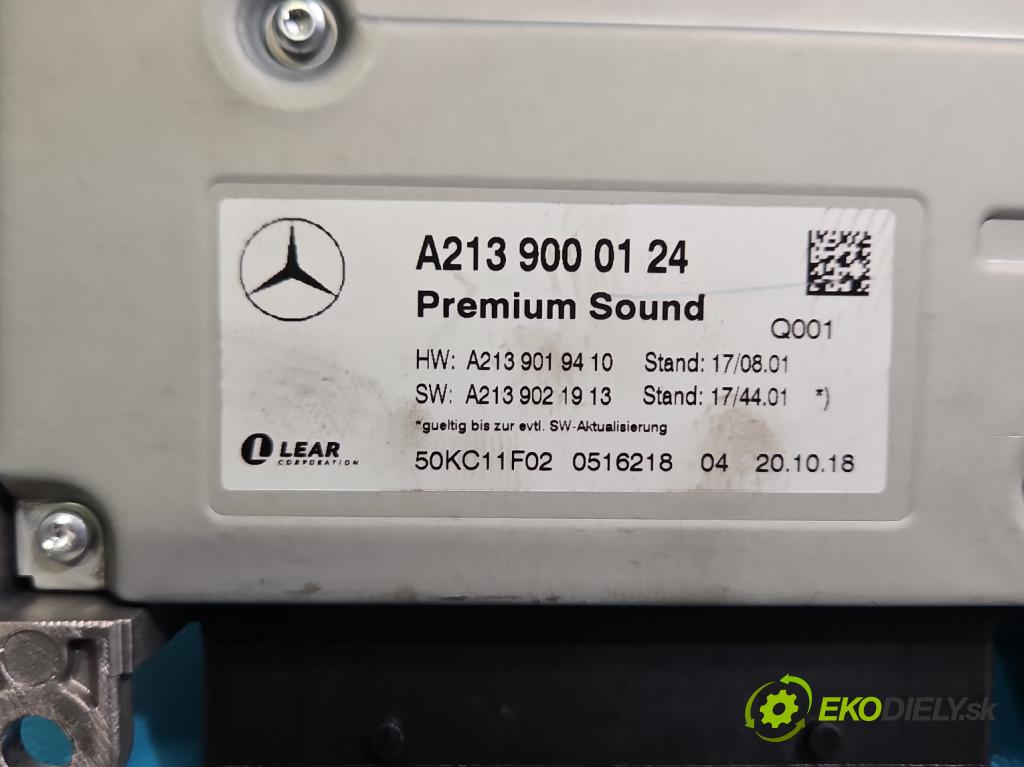 A213 900 01 24
Premium Sound
Q001
HW: A213 901 94 10 Stand: 17/08.01
SW: A213 902 19 13 Stand: 17/44.01 *)
*gueltig bis zur evtl. SW-Aktualisierung
LEAR
CORPORATION
50KC11F02 0516218 04 20.10.18
EKODIELY.sk